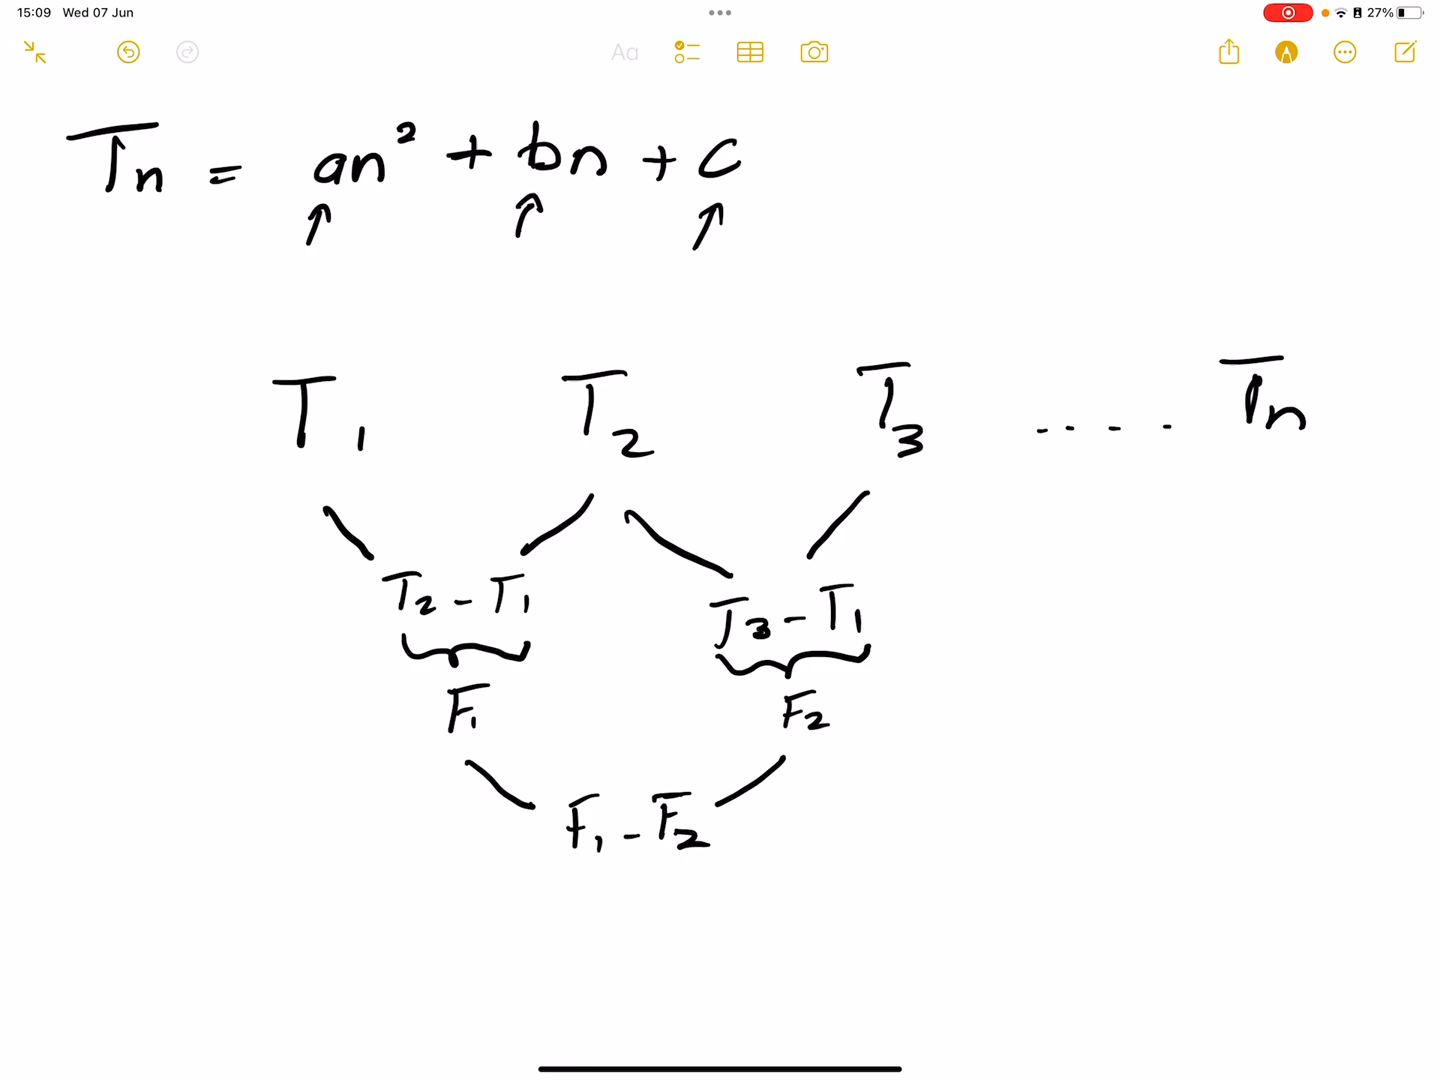 15:09 Wed 07 Jun 27%
Aa
Tn = an² + bn + c
T1 T2 T3 .... Tn
T2 - T1 T3 - T1
F1 F2
F1 - F2